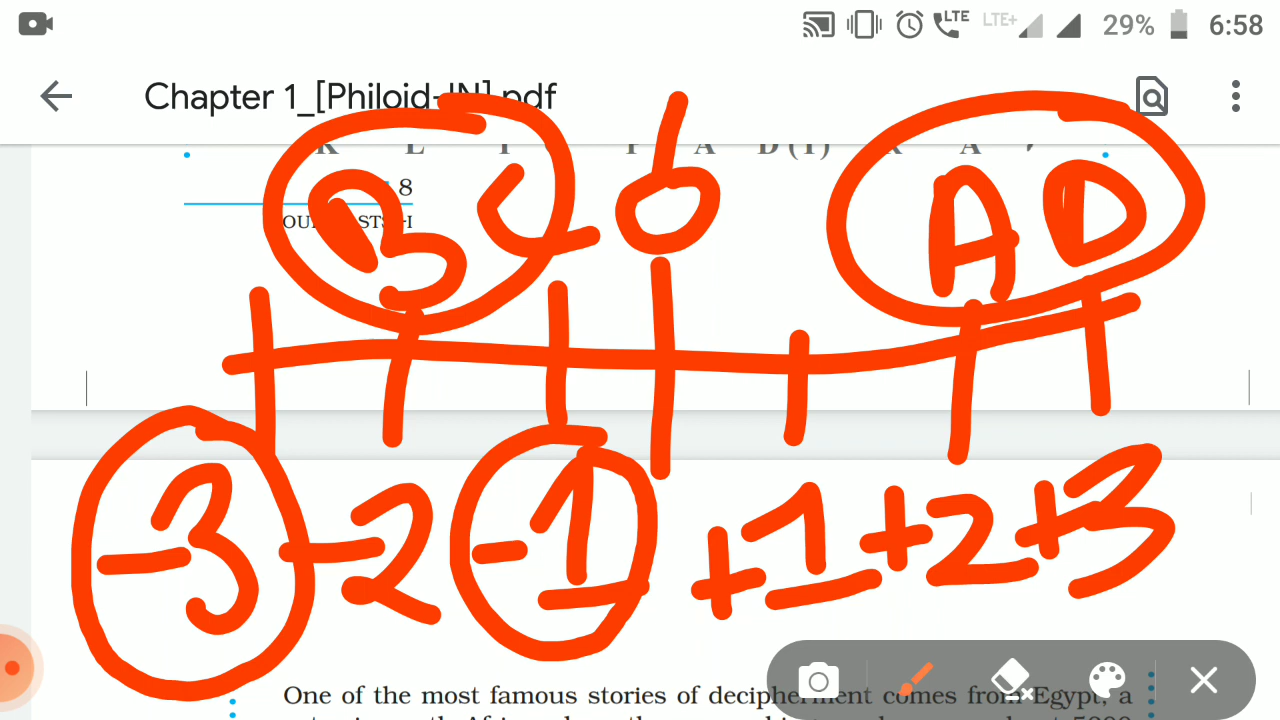 LTE LTE+ 29% 6:58
Chapter 1_[Philoid-IN].pdf
8
BC 0 AD
-3 -2 -1 +1 +2 +3
One of the most famous stories of decipherment comes from Egypt, a